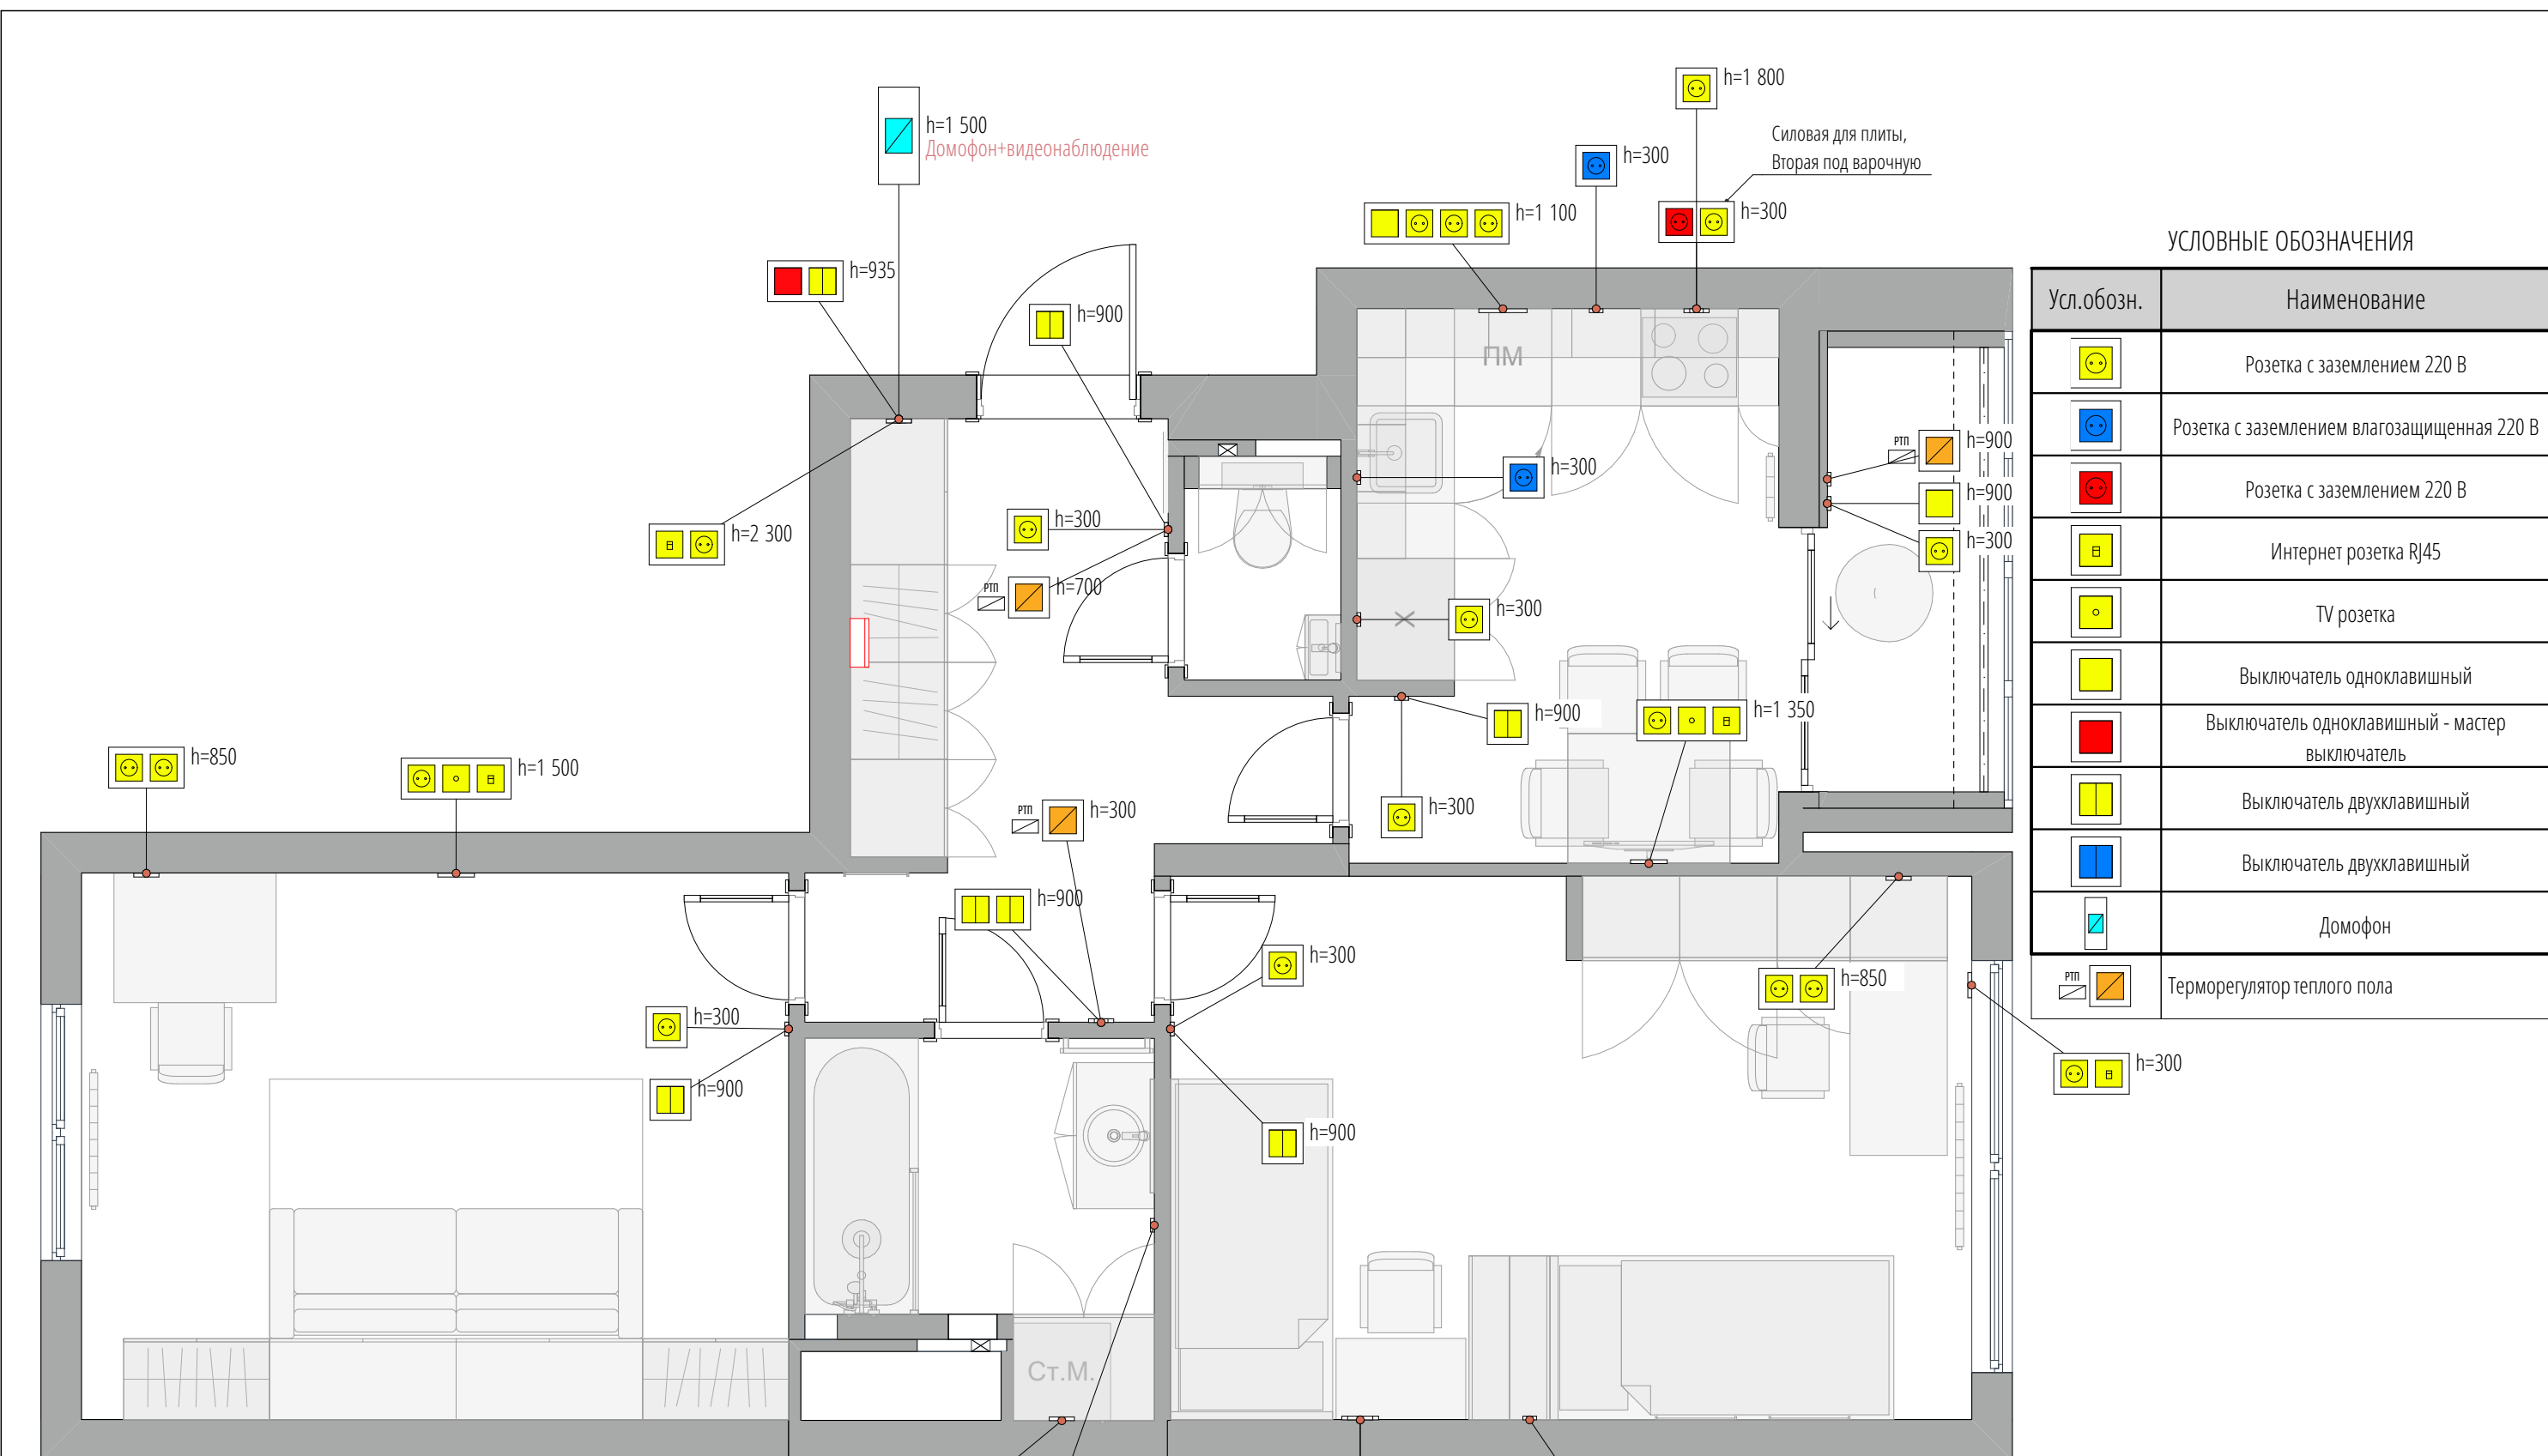 h=1 800
h=1 500
Домофон+видеонаблюдение
Силовая для плиты,
Вторая под варочную
h=300
h=1 100
h=300
h=935
h=900
ПМ
h=300
h=2 300
h=300
РТП
h=700
h=300
РТП
h=900
h=900
h=300
Х
h=900
h=1 350
h=300
h=850
h=1 500
РТП
h=300
h=900
h=300
h=850
h=300
h=900
h=900
h=300
Ст.М.
УСЛОВНЫЕ ОБОЗНАЧЕНИЯ
Усл.обозн.
Наименование
Розетка с заземлением 220 В
Розетка с заземлением влагозащищенная 220 В
Розетка с заземлением 220 В
Интернет розетка RJ45
TV розетка
Выключатель одноклавишный
Выключатель одноклавишный - мастер
выключатель
Выключатель двухклавишный
Выключатель двухклавишный
Домофон
РТП
Терморегулятор теплого пола